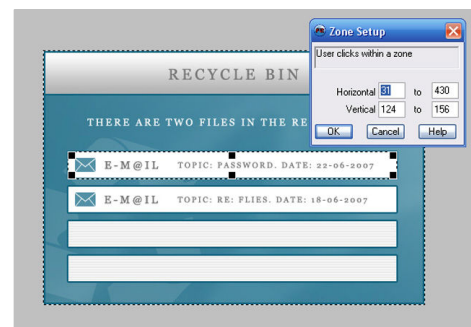 Zone Setup
User clicks within a zone
Horizontal 31 to 430
Vertical 124 to 156
OK Cancel Help
RECYCLE BIN
THERE ARE TWO FILES IN THE RE
E-M@IL TOPIC: PASSWORD. DATE: 22-06-2007
E-M@IL TOPIC: RE: FLIES. DATE: 18-06-2007